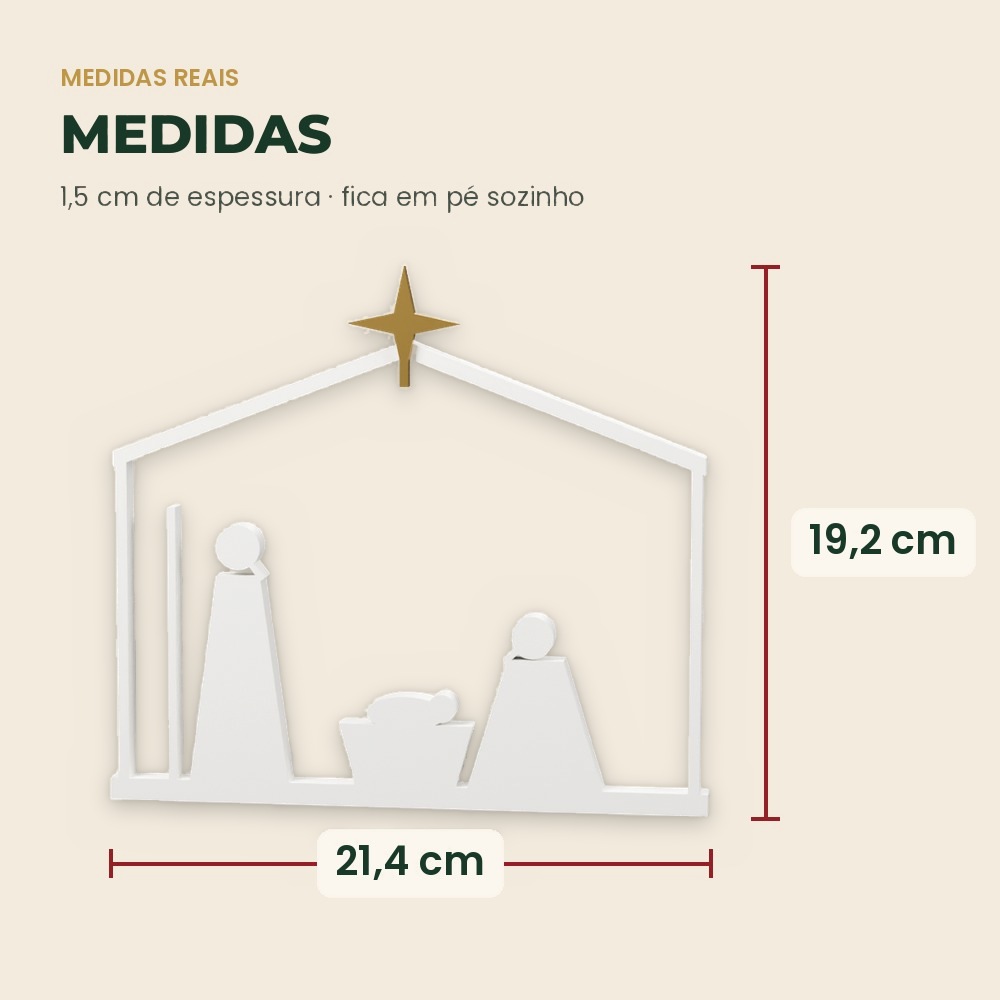 MEDIDAS REAIS
MEDIDAS
1,5 cm de espessura · fica em pé sozinho
19,2 cm
21,4 cm